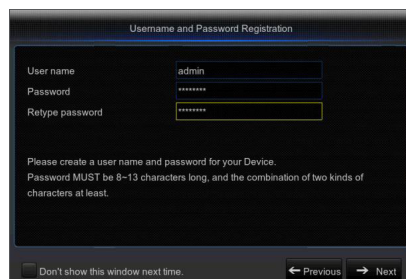 Username and Password Registration
User name admin
Password ********
Retype password ********
Please create a user name and password for your Device.
Password MUST be 8~13 characters long, and the combination of two kinds of
characters at least.
Don't show this window next time. ← Previous → Next